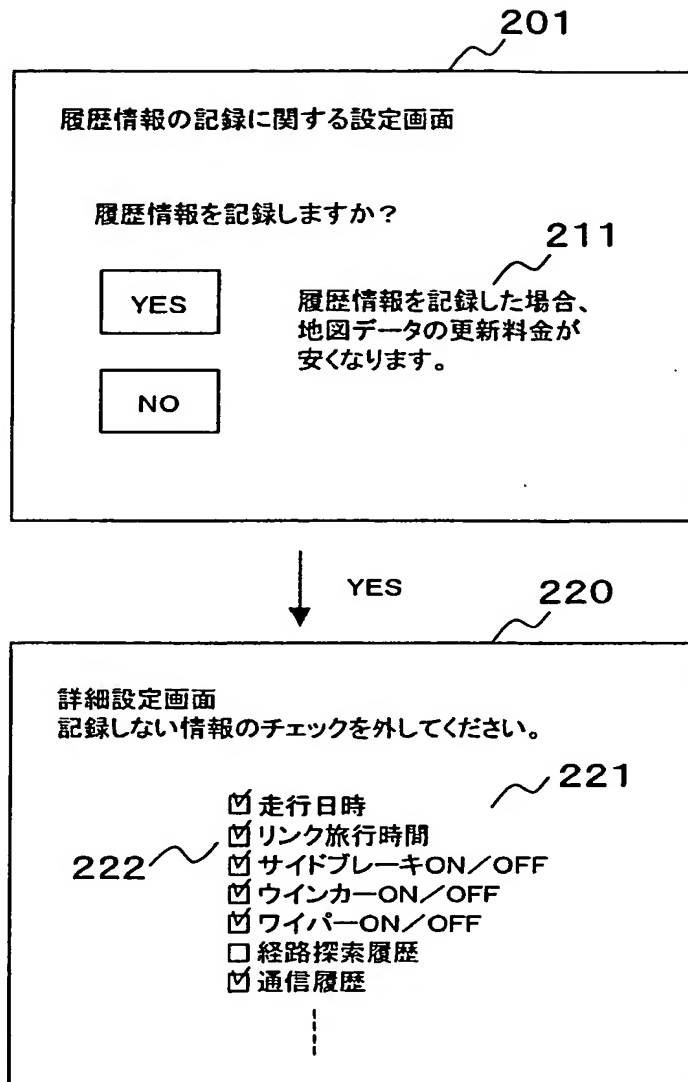 201
履歴情報の記録に関する設定画面
履歴情報を記録しますか？
211
YES
履歴情報を記録した場合、
地図データの更新料金が
安くなります。
NO
YES
220
詳細設定画面
記録しない情報のチェックを外してください。
221
☑走行日時
☑リンク旅行時間
222
☑サイドブレーキON／OFF
☑ウインカーON／OFF
☑ワイパーON／OFF
☐経路探索履歴
☑通信履歴